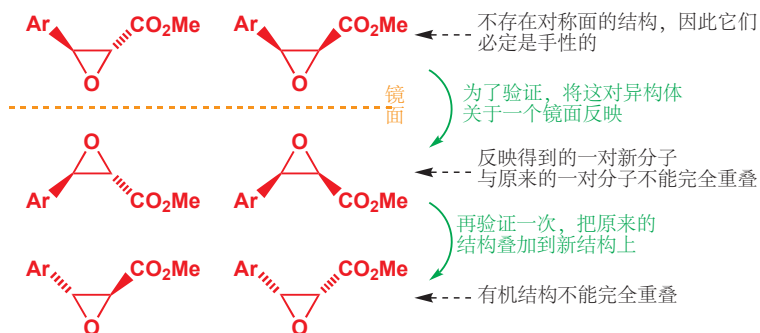 Ar CO2Me Ar CO2Me
O O
不存在对称面的结构，因此它们
必定是手性的
镜
面
为了验证，将这对异构体
关于一个镜面反映
O O
Ar CO2Me Ar CO2Me
反映得到的一对新分子
与原来的一对分子不能完全重叠
再验证一次，把原来的
结构叠加到新结构上
Ar CO2Me Ar CO2Me
O O
有机结构不能完全重叠